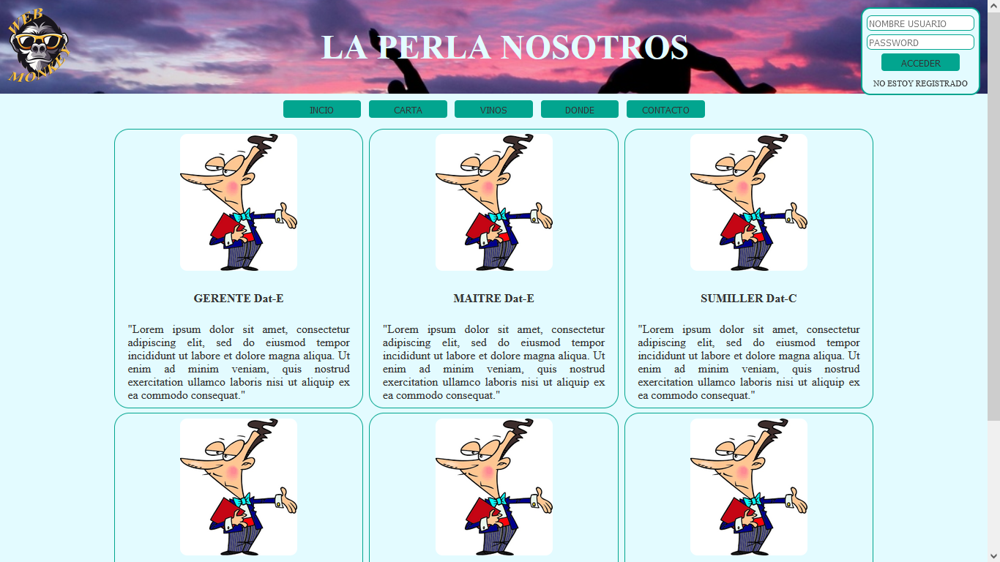 WEB
MONKEY
LA PERLA NOSOTROS
NOMBRE USUARIO
PASSWORD
ACCEDER
NO ESTOY REGISTRADO
INCIO
CARTA
VINOS
DONDE
CONTACTO
GERENTE Dat-E
"Lorem ipsum dolor sit amet, consectetur
adipiscing elit, sed do eiusmod tempor
incididunt ut labore et dolore magna aliqua. Ut
enim ad minim veniam, quis nostrud
exercitation ullamco laboris nisi ut aliquip ex
ea commodo consequat."
MAITRE Dat-E
"Lorem ipsum dolor sit amet, consectetur
adipiscing elit, sed do eiusmod tempor
incididunt ut labore et dolore magna aliqua. Ut
enim ad minim veniam, quis nostrud
exercitation ullamco laboris nisi ut aliquip ex
ea commodo consequat."
SUMILLER Dat-C
"Lorem ipsum dolor sit amet, consectetur
adipiscing elit, sed do eiusmod tempor
incididunt ut labore et dolore magna aliqua. Ut
enim ad minim veniam, quis nostrud
exercitation ullamco laboris nisi ut aliquip ex
ea commodo consequat."